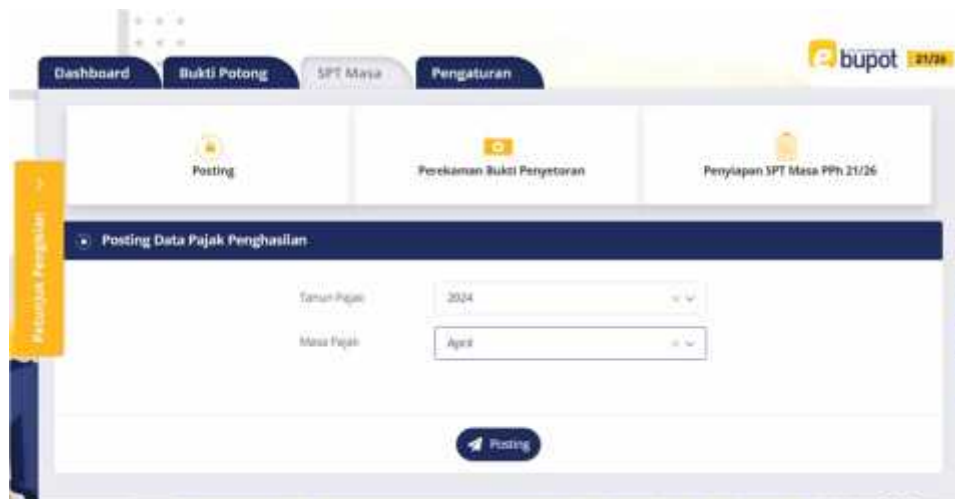 Dashboard
Bukti Potong
SPT Masa
Pengaturan
e bupot 21/26
Posting
Perekaman Bukti Penyetoran
Penyiapan SPT Masa PPh 21/26
Petunjuk Pengisian
Posting Data Pajak Penghasilan
Tahun Pajak
2024
Masa Pajak
April
Posting